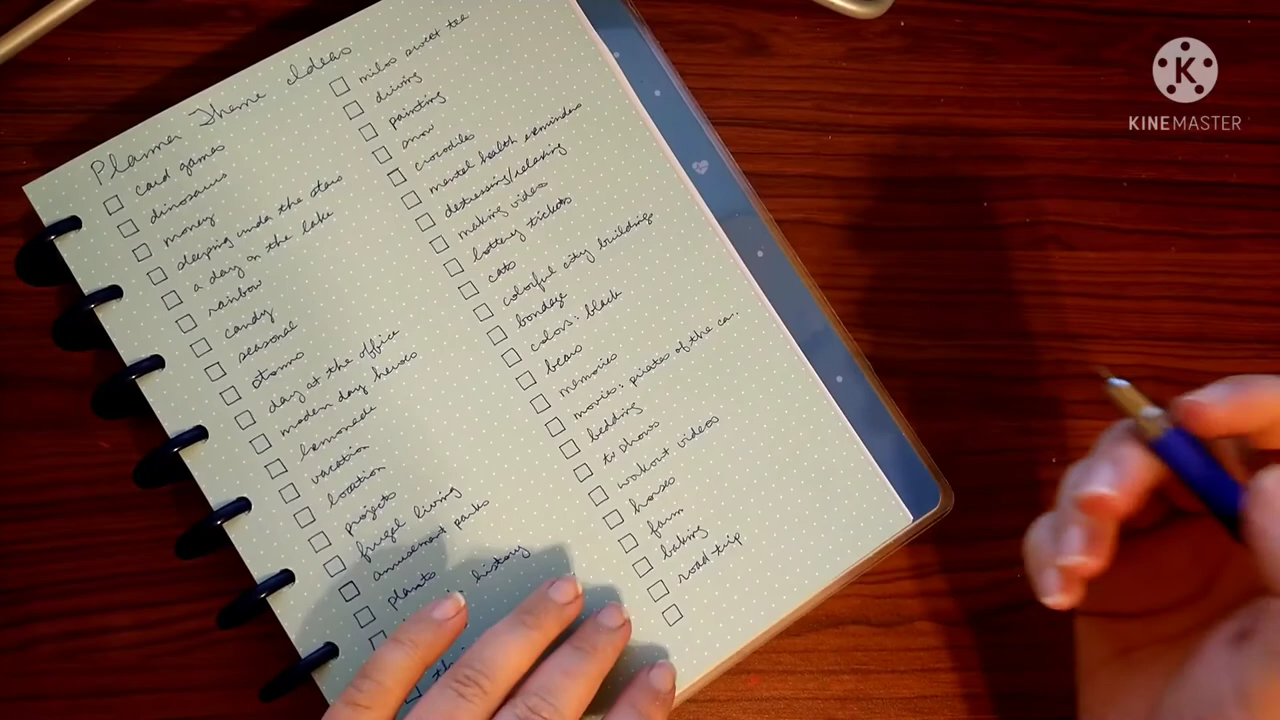 Planner Theme Ideas
card games
dinosaurs
money
sleeping under the stars
a day on the lake
rainbow
candy
seasonal
storms
day at the office
modern day heroes
lemonade
vacation
location
projects
frugal living
amusement parks
plants
history
milos sweet tea
driving
painting
snow
crocodiles
mental health reminders
destressing/relaxing
making videos
lottery tickets
cats
colorful city buildings
bondage
colors: black
bears
memories
movies: pirates of the ca.
bedding
tv shows
workout videos
horses
farm
baking
road trip
K
KINEMASTER